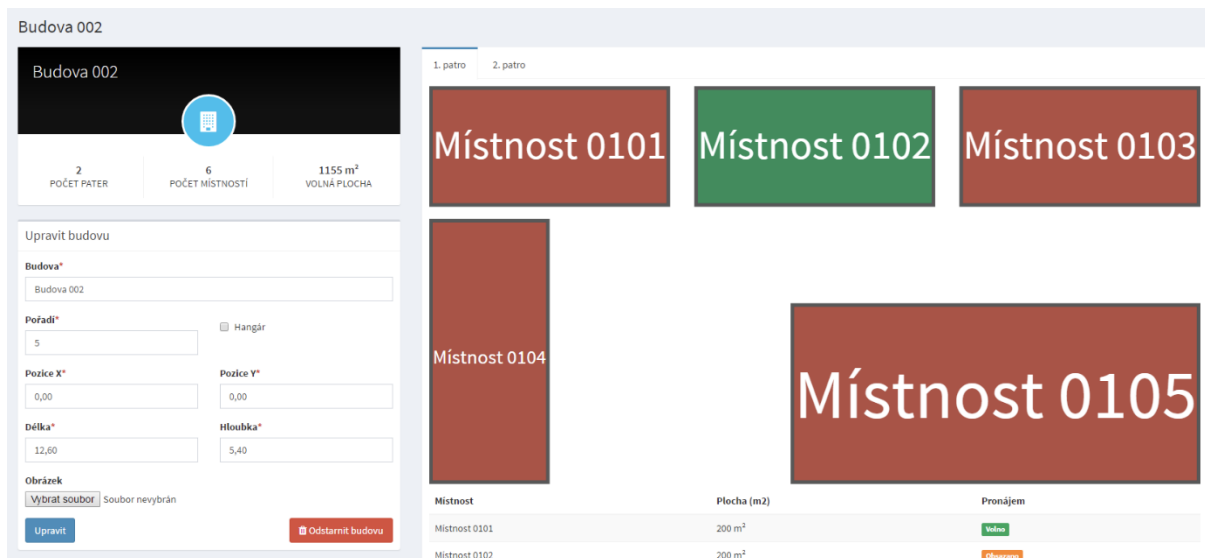 Budova 002
Budova 002
2
POČET PATER
6
POČET MÍSTNOSTÍ
1155 m²
VOLNÁ PLOCHA
Upravit budovu
Budova*
Budova 002
Pořadí*
5
Hangár
Pozice X*
0,00
Pozice Y*
0,00
Délka*
12,60
Hloubka*
5,40
Obrázek
Vybrat soubor Soubor nevybrán
Upravit
Odstarnit budovu
1. patro 2. patro
Místnost 0101
Místnost 0102
Místnost 0103
Místnost 0104
Místnost 0105
Místnost Plocha (m2) Pronájem
Místnost 0101 200 m² Volno
Místnost 0102 200 m² Obsazeno